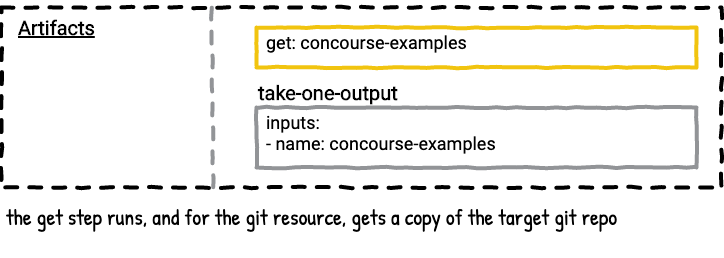 Artifacts
get: concourse-examples
take-one-output
inputs:
- name: concourse-examples
the get step runs, and for the git resource, gets a copy of the target git repo